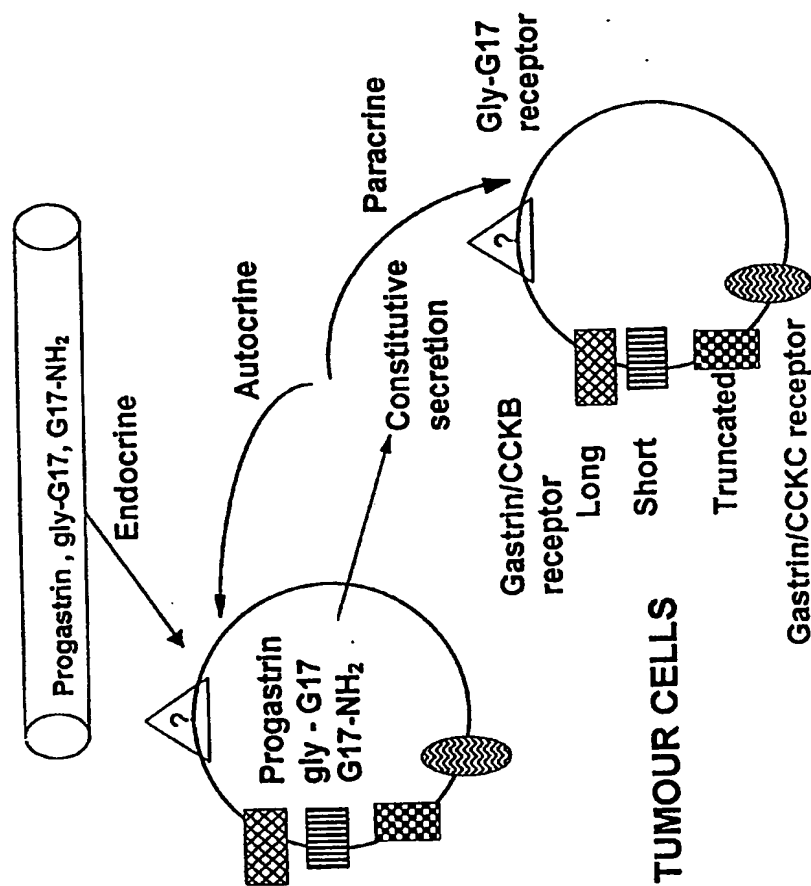 Progastrin , gly-G17, G17-NH₂
Endocrine
Autocrine
Paracrine
?
Progastrin
gly - G17
G17-NH₂
Constitutive
secretion
?
Gly-G17
receptor
Gastrin/CCKB
receptor
Long
Short
Truncated
Gastrin/CCKC receptor
TUMOUR CELLS